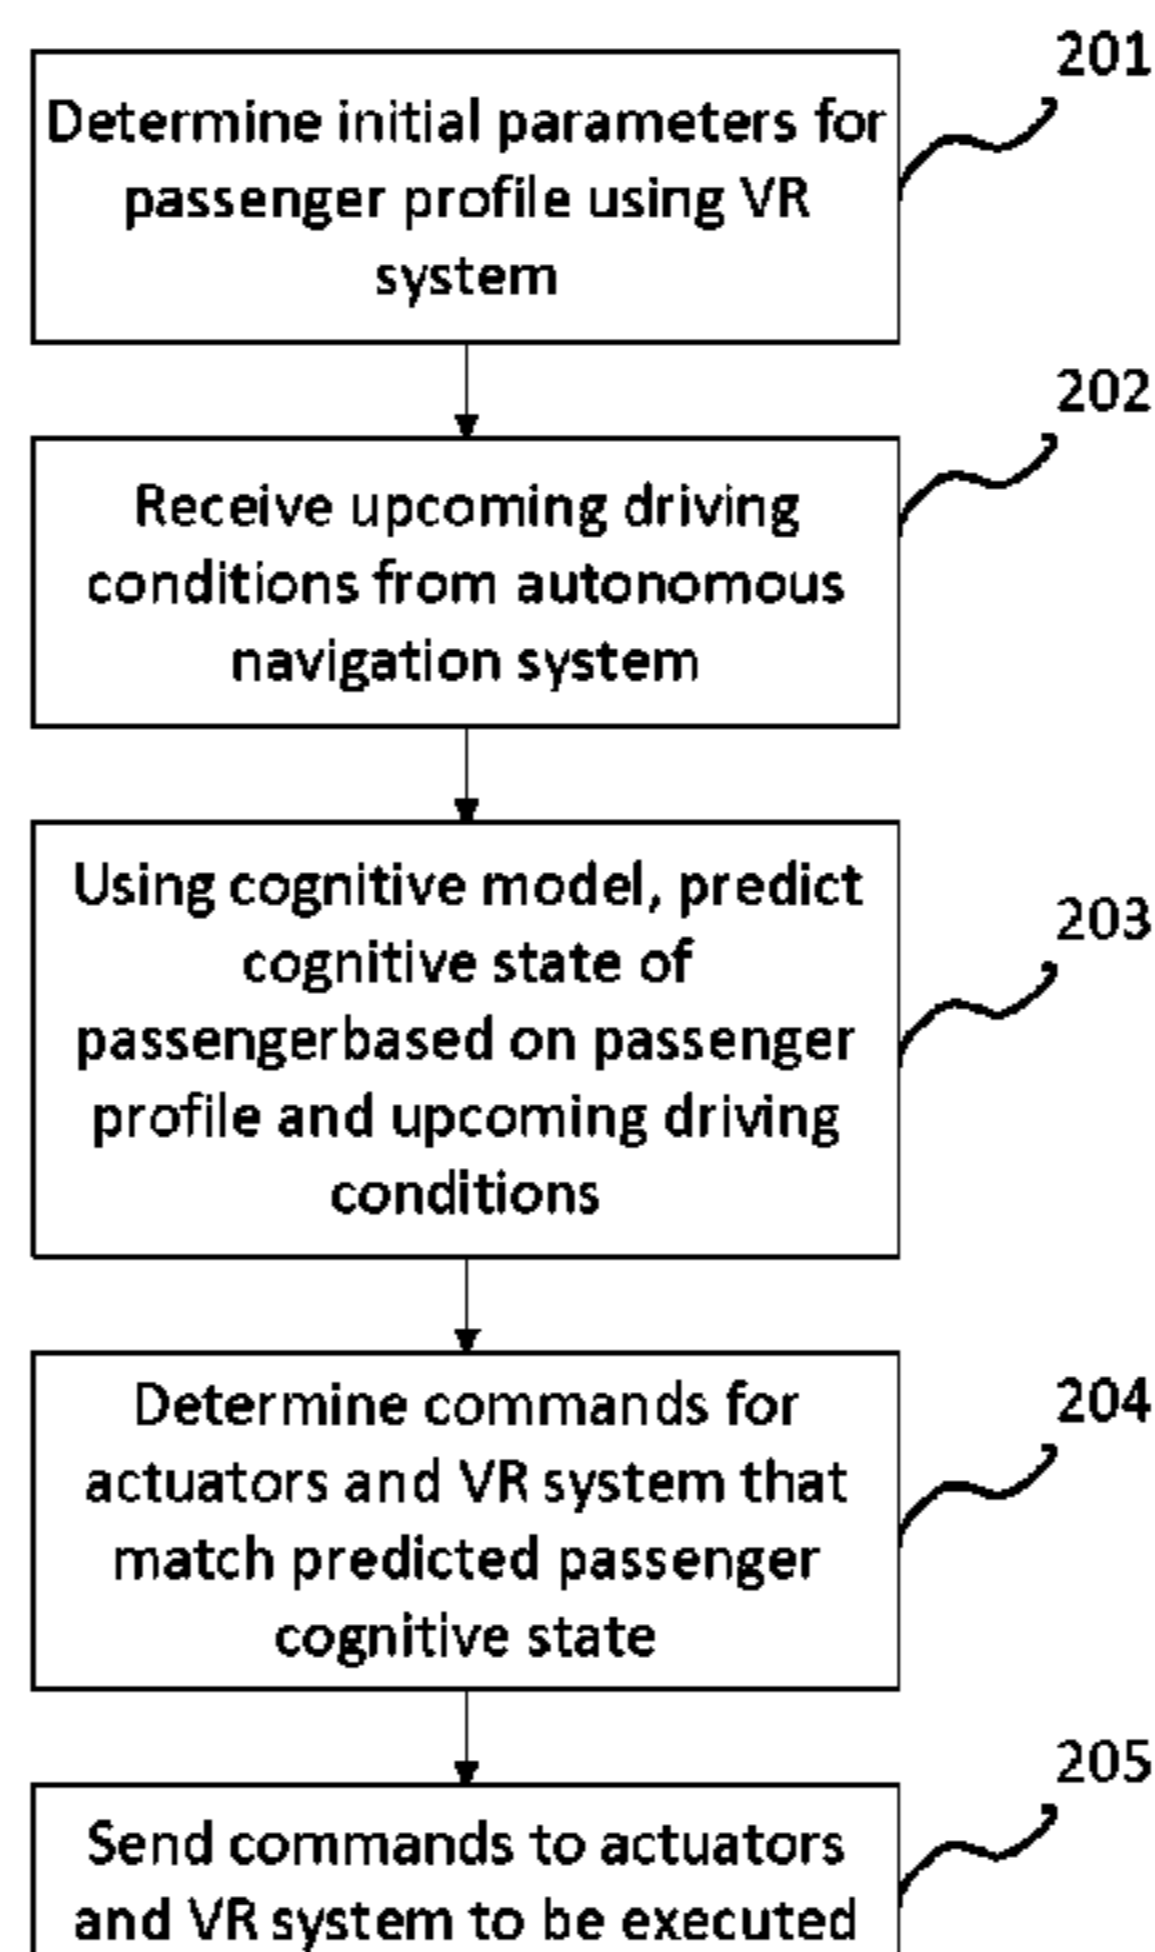 201
Determine initial parameters for
passenger profile using VR
system
202
Receive upcoming driving
conditions from autonomous
navigation system
203
Using cognitive model, predict
cognitive state of
passengerbased on passenger
profile and upcoming driving
conditions
204
Determine commands for
actuators and VR system that
match predicted passenger
cognitive state
205
Send commands to actuators
and VR system to be executed